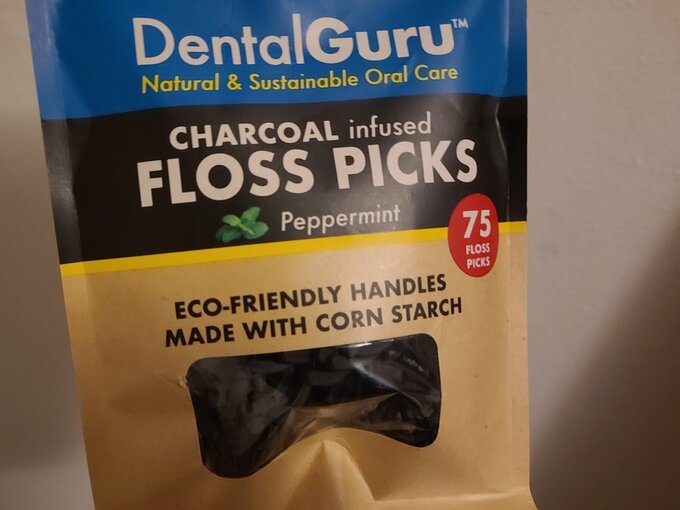 DentalGuru™
Natural & Sustainable Oral Care
CHARCOAL infused
FLOSS PICKS
Peppermint
75
FLOSS
PICKS
ECO-FRIENDLY HANDLES
MADE WITH CORN STARCH